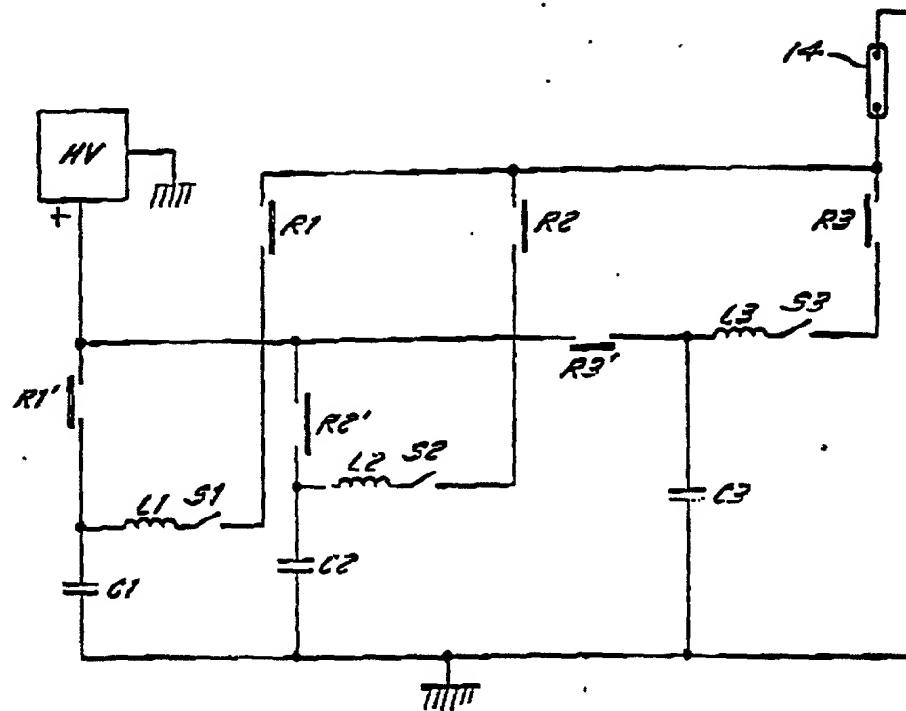 14
HV
+
R1
R2
R3
L3 S3
R3'
R1'
R2'
L2 S2
L1 S1
C3
C2
C1